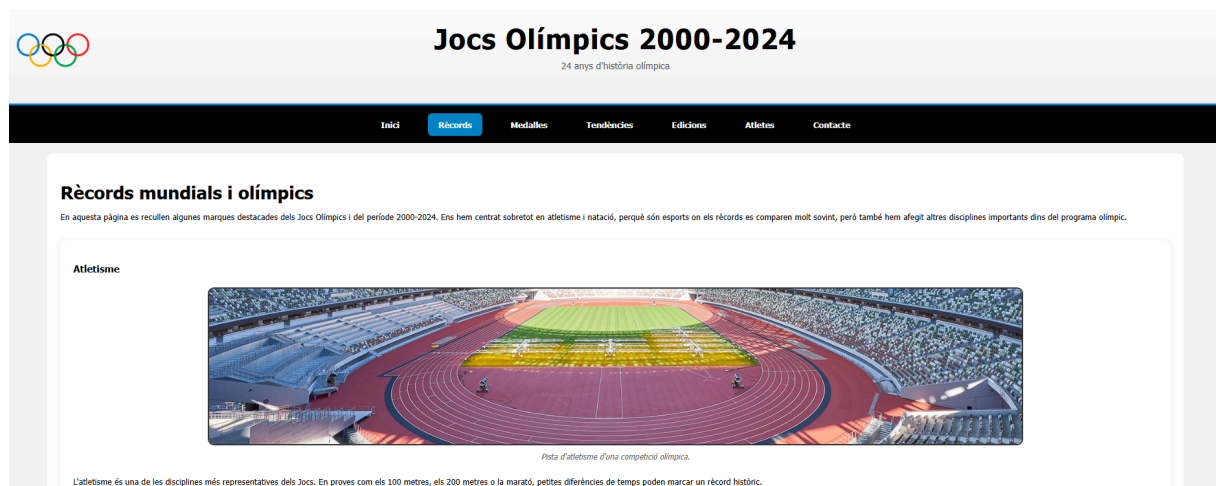 Jocs Olímpics 2000-2024
24 anys d'història olímpica
Inici Rècords Medalles Tendències Edicions Atletes Contacte
Rècords mundials i olímpics
En aquesta pàgina es recullen algunes marques destacades dels Jocs Olímpics i del període 2000-2024. Ens hem centrat sobretot en atletisme i natació, perquè són esports on els rècords es comparen molt sovint, però també hem afegit altres disciplines importants dins del programa olímpic.
Atletisme
Pista d'atletisme d'una competició olímpica.
L'atletisme és una de les disciplines més representatives dels Jocs. En proves com els 100 metres, els 200 metres o la marató, petites diferències de temps poden marcar un rècord històric.